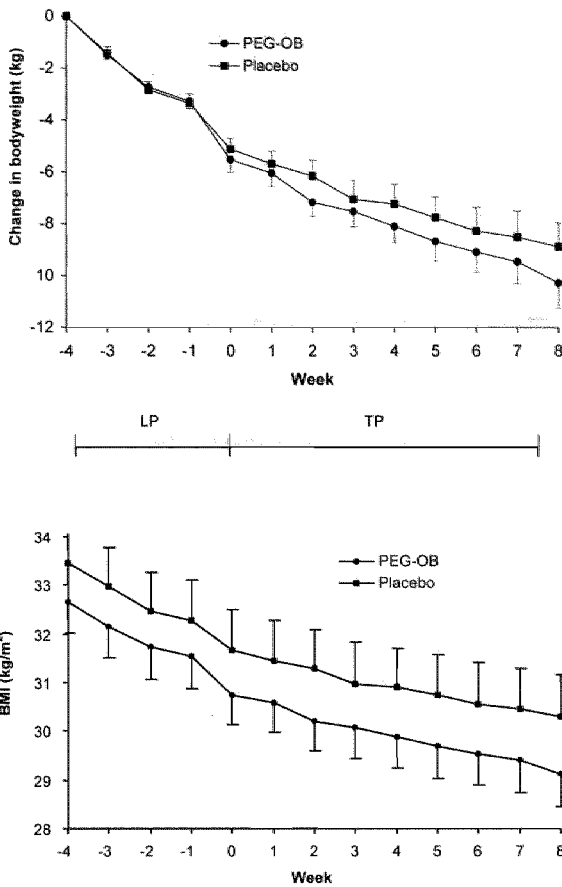 0
-2
-4
-6
-8
10
-12
Change in bodyweight (kg)
PEG-OB
Placebo
-4 -3 -2 -1 0 1 2 3 4 5 6 7 8
Week
LP TP
34
33
32
31
30
29
28
BMI (kg/m²)
PEG-OB
Placebo
-4 -3 -2 -1 0 1 2 3 4 5 6 7 8
Week